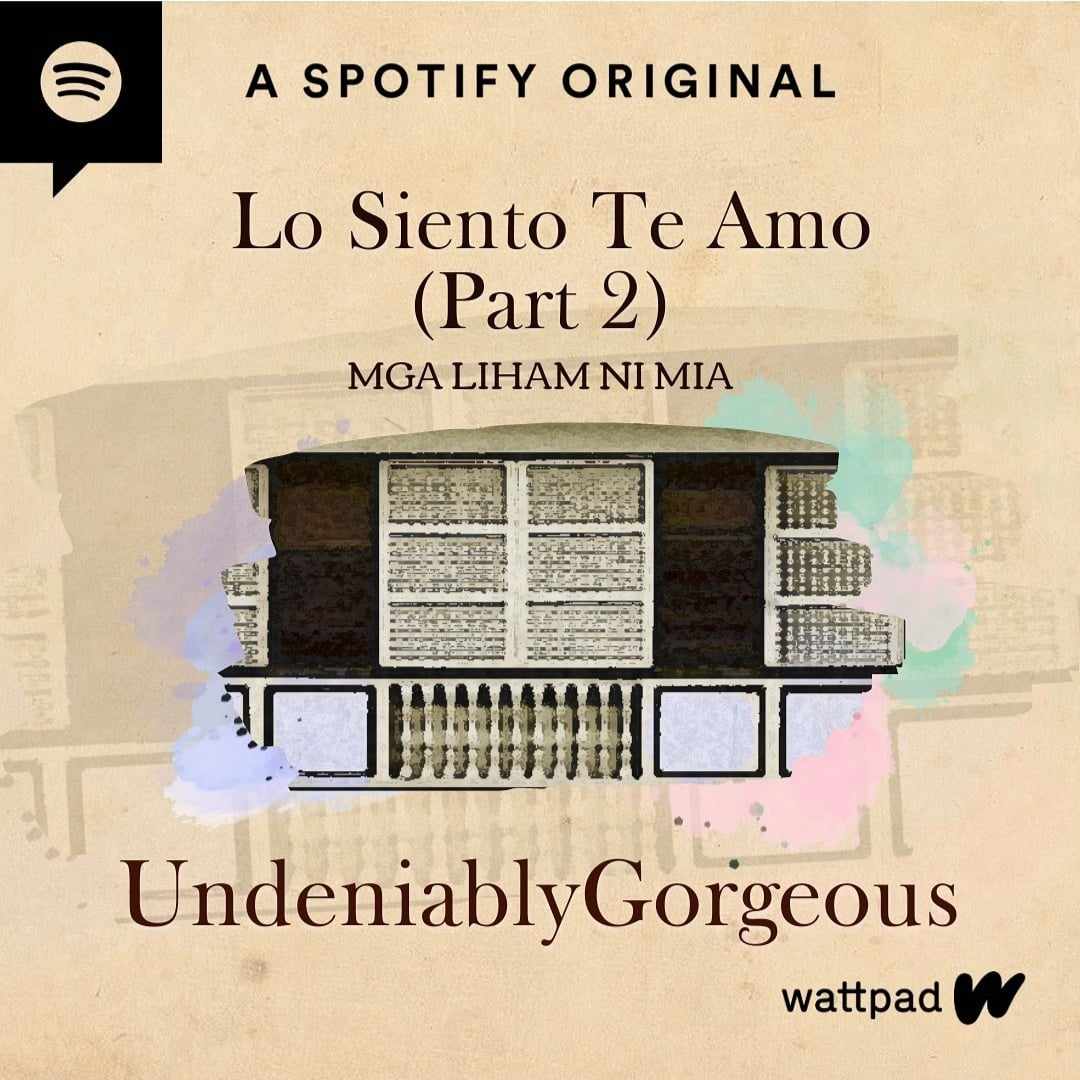 A SPOTIFY ORIGINAL
Lo Siento Te Amo
(Part 2)
MGA LIHAM NI MIA
UndeniablyGorgeous
wattpad